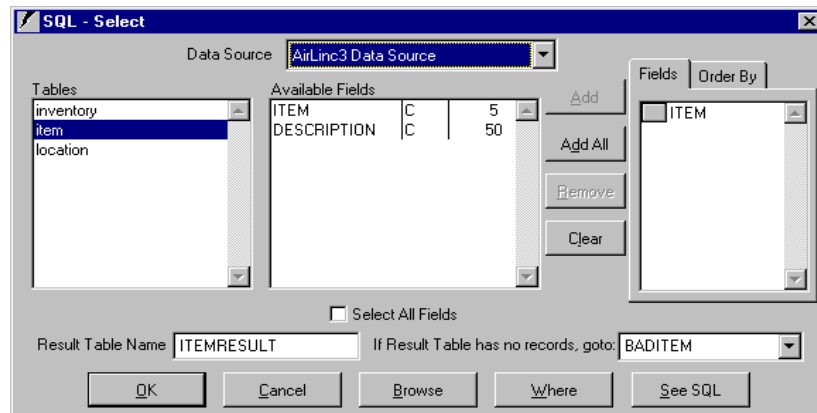 SQL - Select
Data Source AirLinc3 Data Source
Fields Order By
Tables Available Fields
inventory
item
location
ITEM C 5
DESCRIPTION C 50
Add
Add All
Remove
Clear
ITEM
Select All Fields
Result Table Name ITEMRESULT If Result Table has no records, goto: BADITEM
OK Cancel Browse Where See SQL